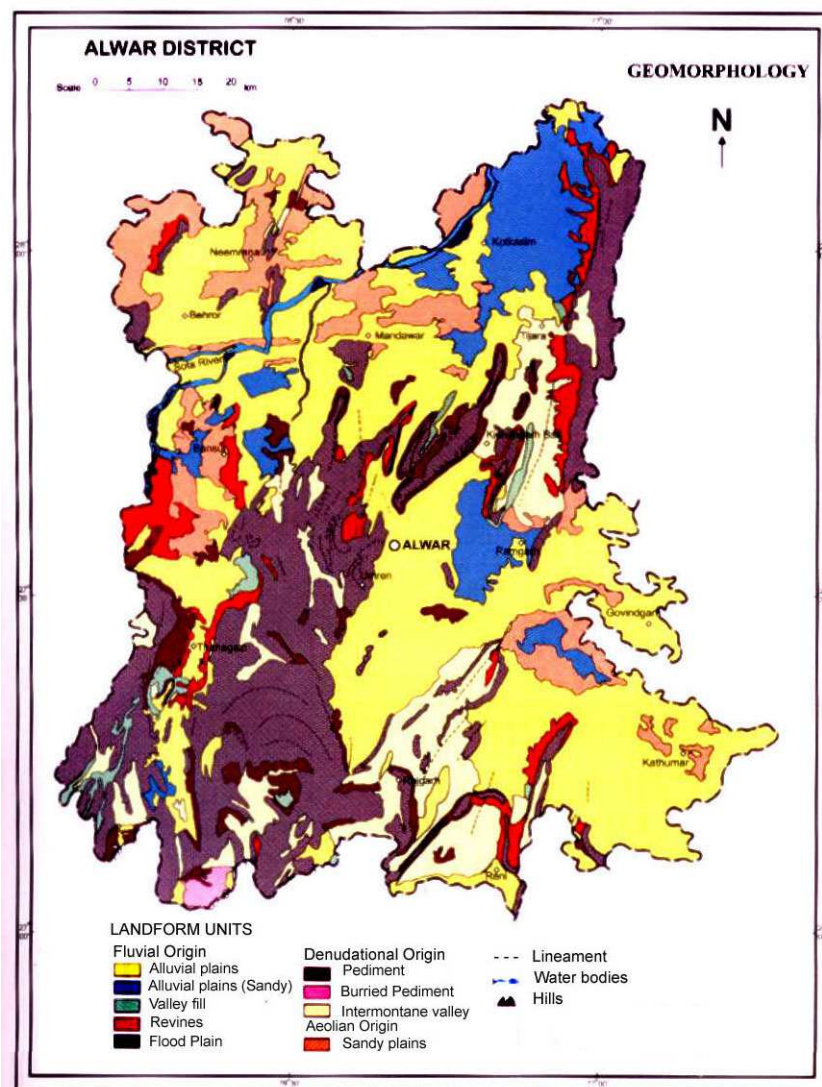 ALWAR DISTRICT
Scale 0 5 10 15 20 km
GEOMORPHOLOGY
N
Kotkasim
Neemrana
Behror
Mandawar
Tijara
Sota River
Bansur
ALWAR
Ramgarh
Umren
Govindgarh
Thanagazi
Kathumar
Rajgarh
Reni
LANDFORM UNITS
Fluvial Origin
Alluvial plains
Alluvial plains (Sandy)
Valley fill
Revines
Flood Plain
Denudational Origin
Pediment
Burried Pediment
Intermontane valley
Aeolian Origin
Sandy plains
Lineament
Water bodies
Hills